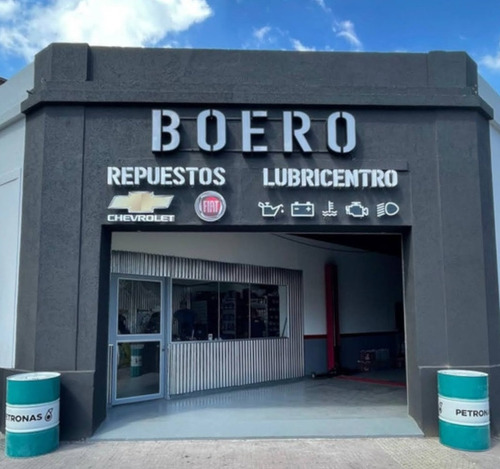 BOERO
REPUESTOS LUBRICENTRO
CHEVROLET FIAT
PETRONAS
PETRONAS